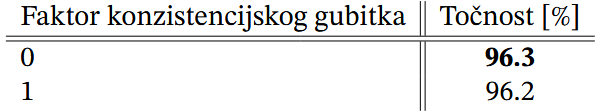 Faktor konzistencijskog gubitka Točnost [%]
0 96.3
1 96.2